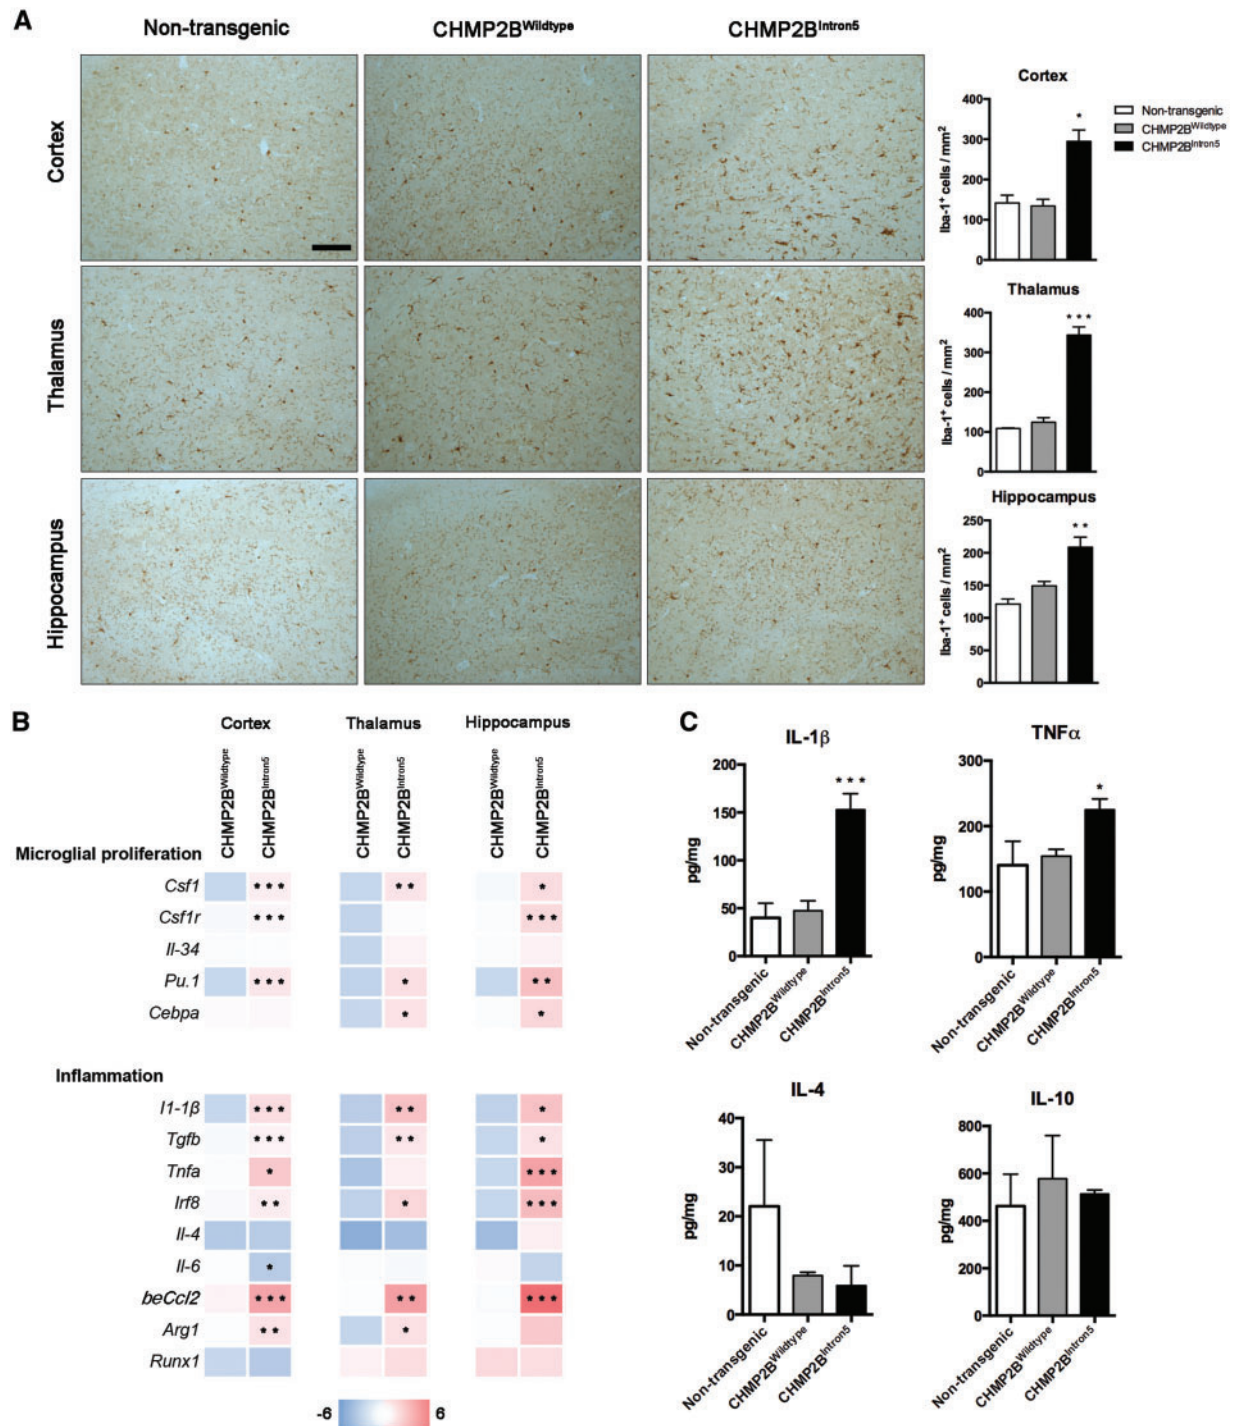 A
Non-transgenic CHMP2B^Wildtype CHMP2B^Intron5
Cortex
Thalamus
Hippocampus
Cortex
400
300
200
100
0
Iba-1⁺ cells / mm²
*
Non-transgenic
CHMP2B^Wildtype
CHMP2B^Intron5
Thalamus
400
300
200
100
0
Iba-1⁺ cells / mm²
***
Hippocampus
250
200
150
100
50
0
Iba-1⁺ cells / mm²
**
B
Cortex Thalamus Hippocampus
CHMP2B^Wildtype CHMP2B^Intron5 CHMP2B^Wildtype CHMP2B^Intron5 CHMP2B^Wildtype CHMP2B^Intron5
Microglial proliferation
Csf1 *** ** *
Csf1r *** ***
Il-34
Pu.1 *** * **
Cebpa * *
Inflammation
I1-1β *** ** *
Tgfb *** ** *
Tnfa * ***
Irf8 ** * ***
Il-4
Il-6 *
beCcl2 *** ** ***
Arg1 ** *
Runx1
-6 6
C
IL-1β
200
150
100
50
0
pg/mg
***
Non-transgenic
CHMP2B^Wildtype
CHMP2B^Intron5
TNFα
300
200
100
0
pg/mg
*
Non-transgenic
CHMP2B^Wildtype
CHMP2B^Intron5
IL-4
40
30
20
10
0
pg/mg
Non-transgenic
CHMP2B^Wildtype
CHMP2B^Intron5
IL-10
800
600
400
200
0
pg/mg
Non-transgenic
CHMP2B^Wildtype
CHMP2B^Intron5